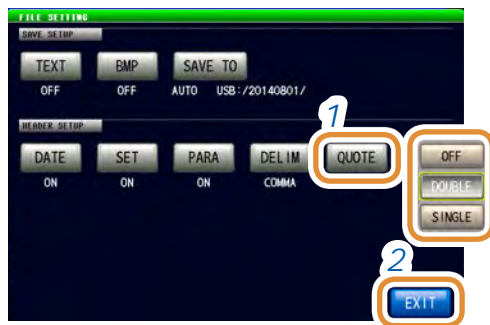 FILE SETTING
SAVE SETUP
TEXT BMP SAVE TO
OFF OFF AUTO USB:/20140801/
1
HEADER SETUP
DATE SET PARA DELIM QUOTE OFF
ON ON ON COMMA DOUBLE
SINGLE
2
EXIT